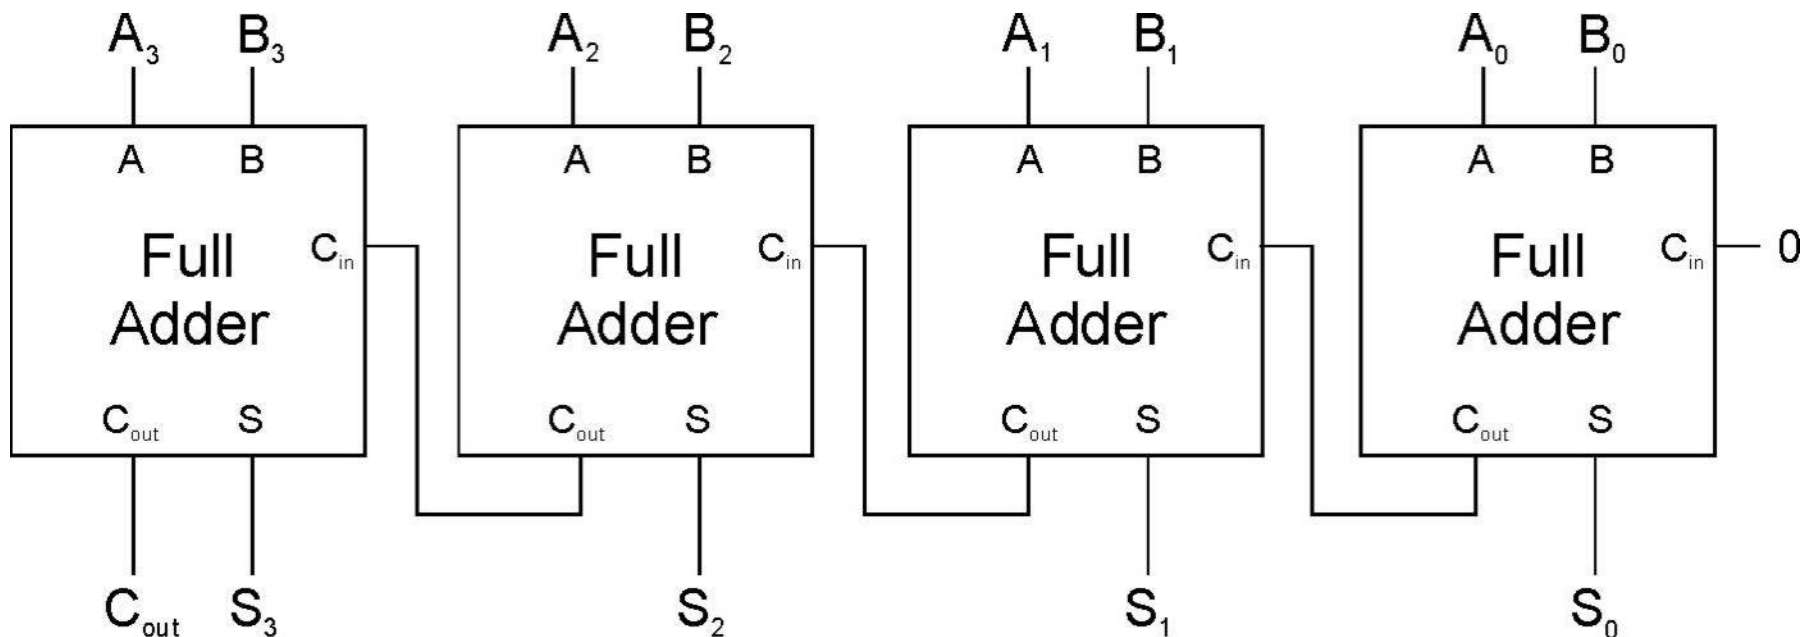 A3 B3 A2 B2 A1 B1 A0 B0
A B A B A B A B
Full Cin Full Cin Full Cin Full Cin 0
Adder Adder Adder Adder
Cout S Cout S Cout S Cout S
Cout S3 S2 S1 S0